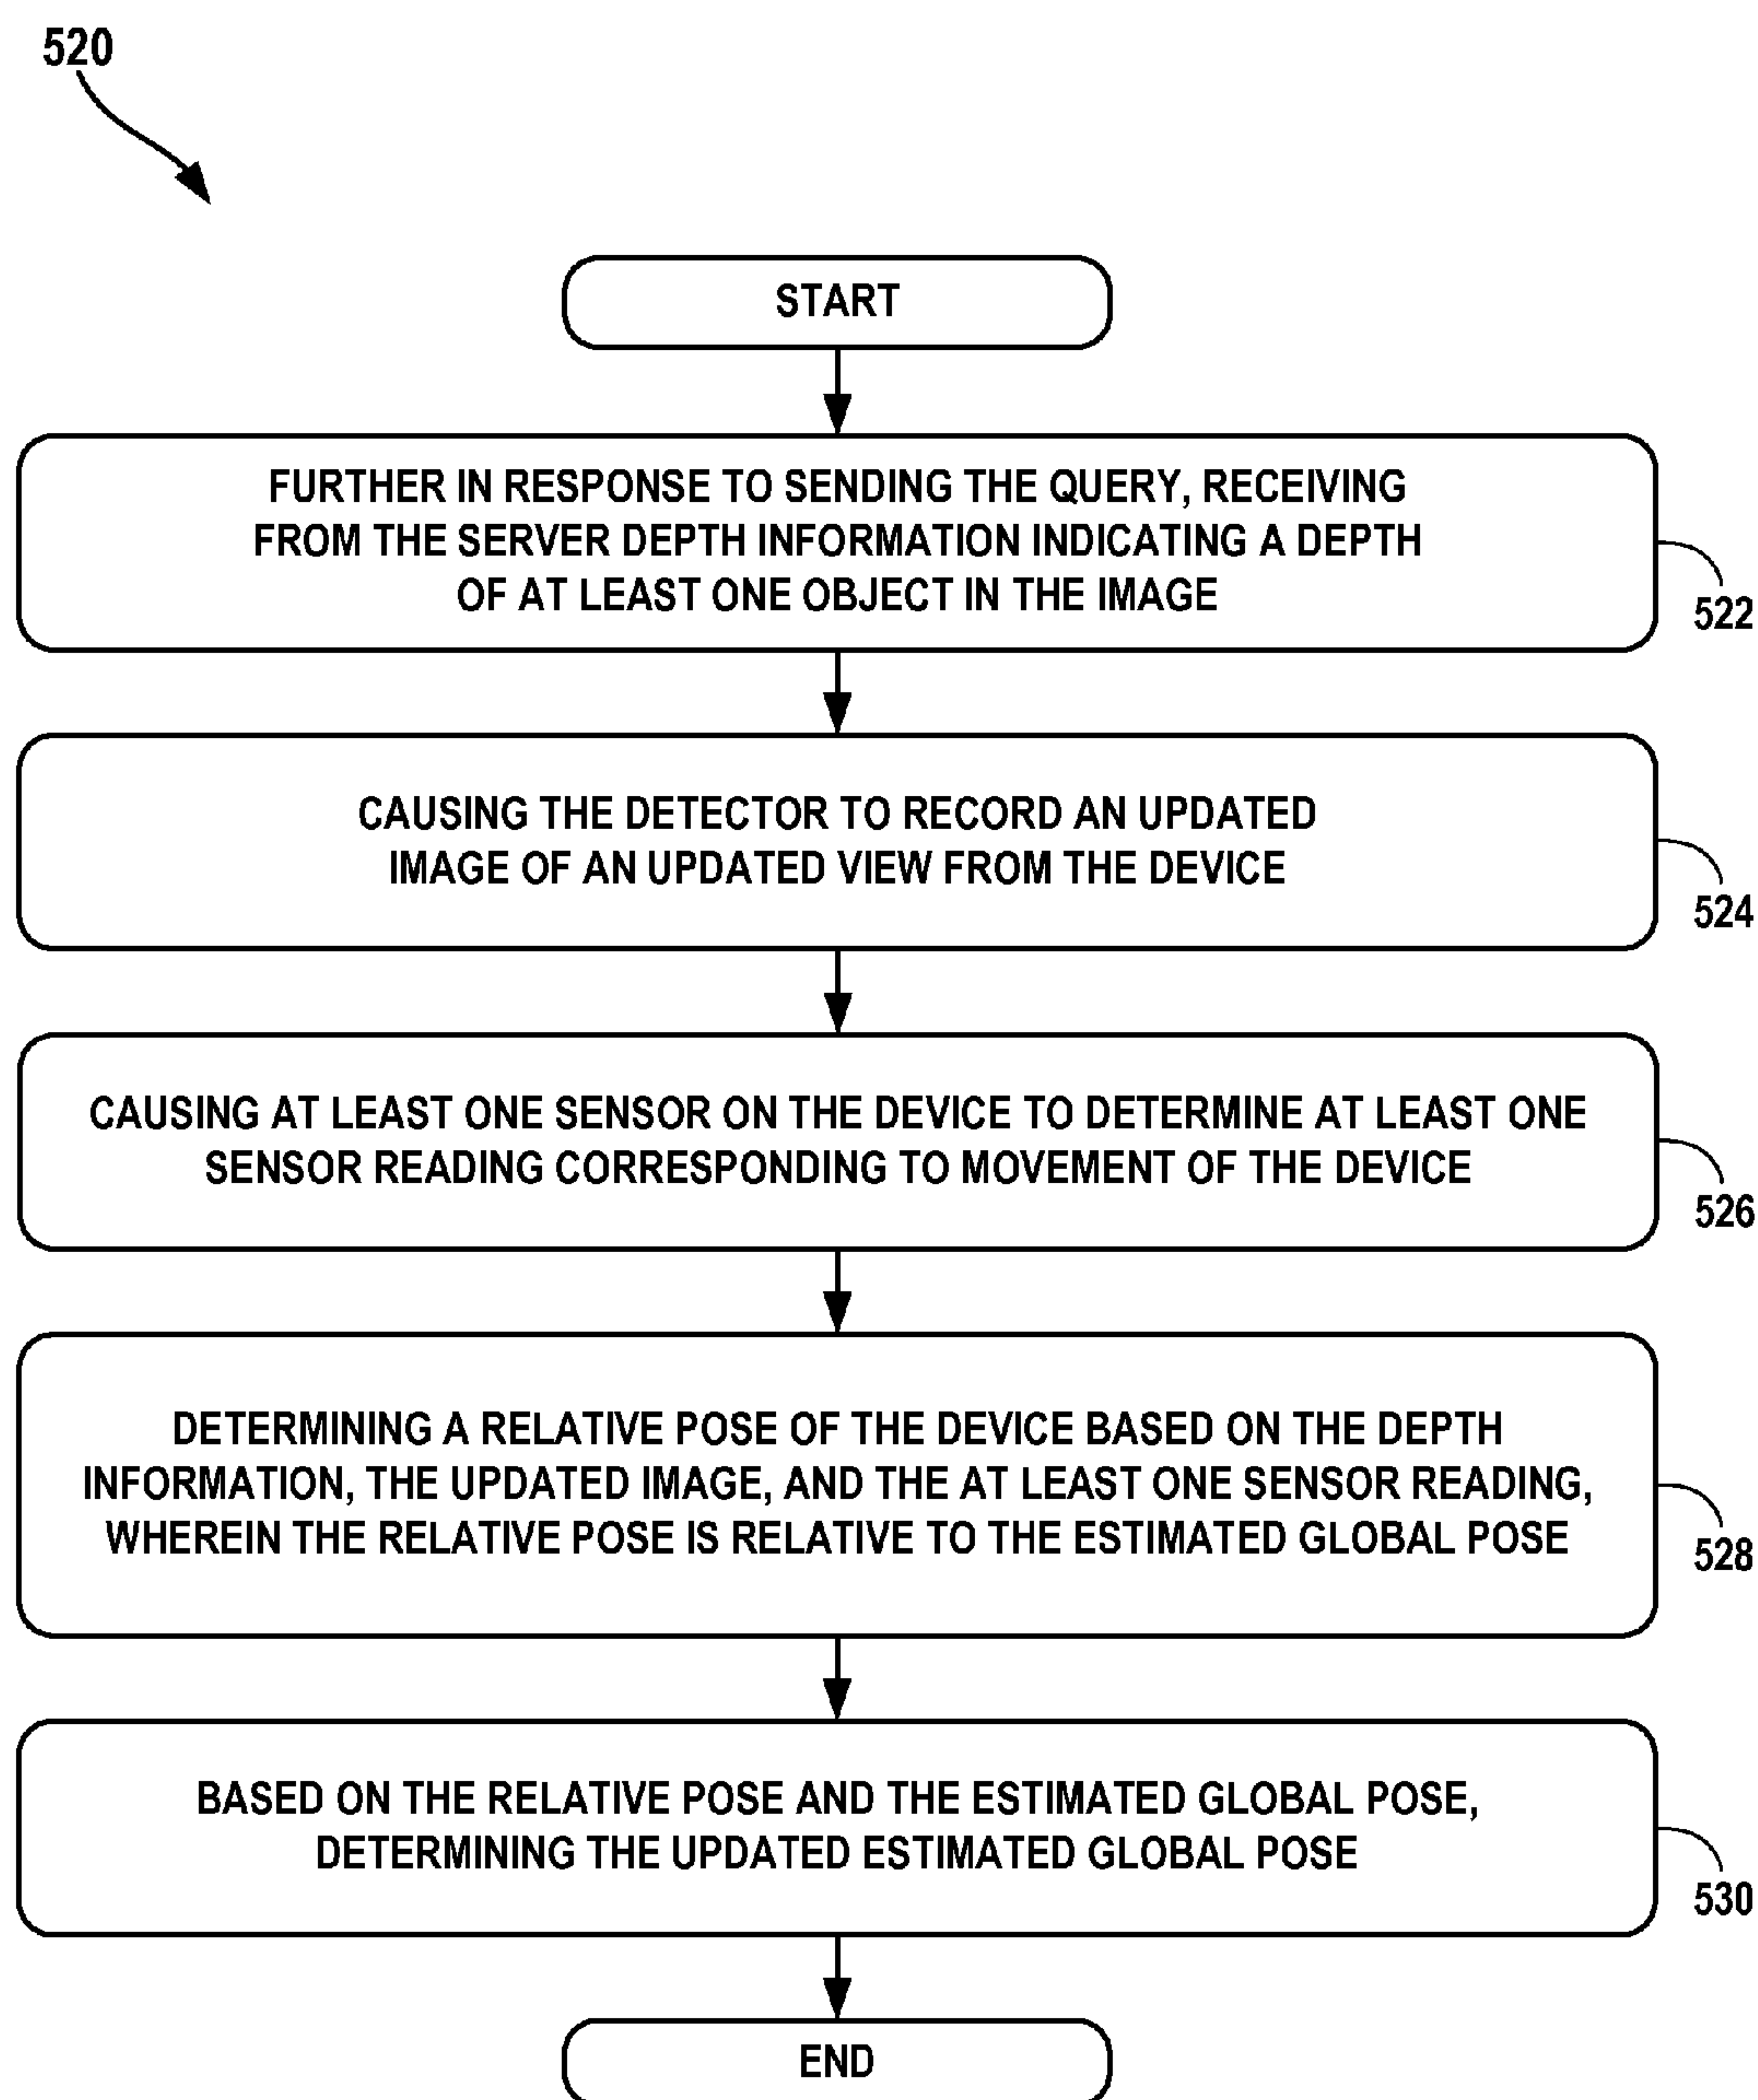 520
START
FURTHER IN RESPONSE TO SENDING THE QUERY, RECEIVING
FROM THE SERVER DEPTH INFORMATION INDICATING A DEPTH
OF AT LEAST ONE OBJECT IN THE IMAGE
522
CAUSING THE DETECTOR TO RECORD AN UPDATED
IMAGE OF AN UPDATED VIEW FROM THE DEVICE
524
CAUSING AT LEAST ONE SENSOR ON THE DEVICE TO DETERMINE AT LEAST ONE
SENSOR READING CORRESPONDING TO MOVEMENT OF THE DEVICE
526
DETERMINING A RELATIVE POSE OF THE DEVICE BASED ON THE DEPTH
INFORMATION, THE UPDATED IMAGE, AND THE AT LEAST ONE SENSOR READING,
WHEREIN THE RELATIVE POSE IS RELATIVE TO THE ESTIMATED GLOBAL POSE
528
BASED ON THE RELATIVE POSE AND THE ESTIMATED GLOBAL POSE,
DETERMINING THE UPDATED ESTIMATED GLOBAL POSE
530
END